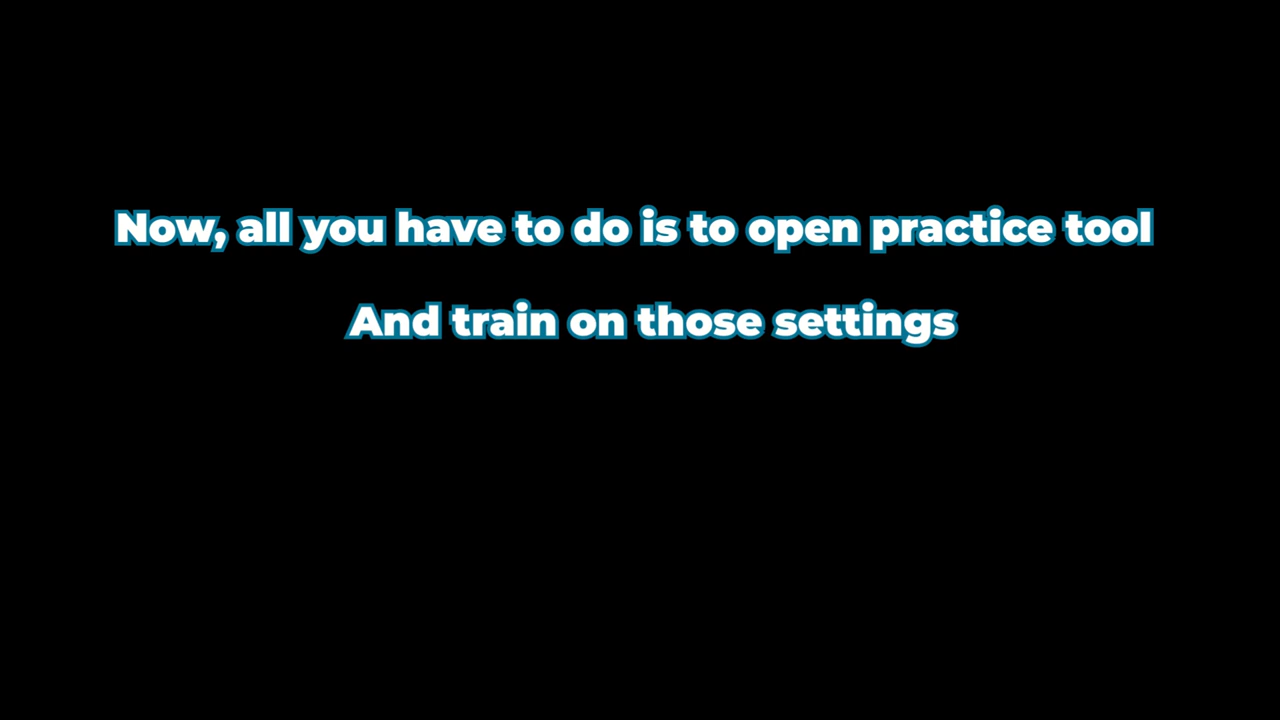 Now, all you have to do is to open practice tool
And train on those settings